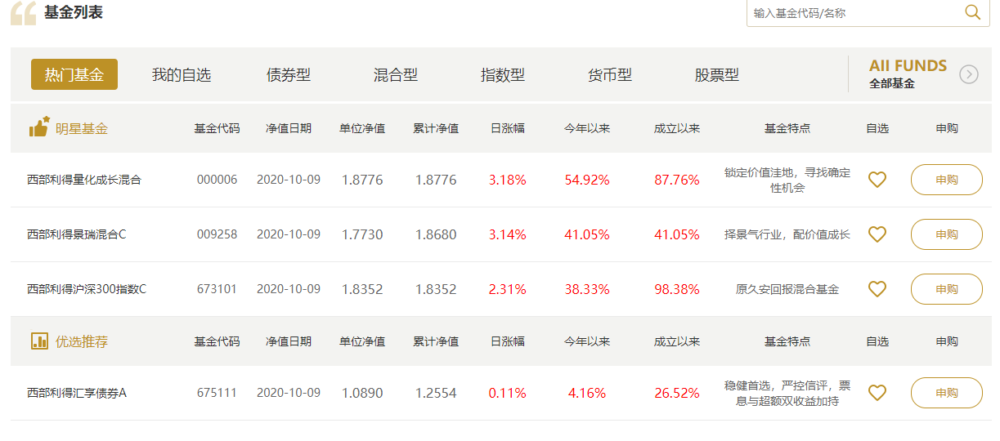 基金列表
输入基金代码/名称
热门基金 我的自选 债券型 混合型 指数型 货币型 股票型 All FUNDS
全部基金
明星基金 基金代码 净值日期 单位净值 累计净值 日涨幅 今年以来 成立以来 基金特点 自选 申购
西部利得量化成长混合 000006 2020-10-09 1.8776 1.8776 3.18% 54.92% 87.76% 锁定价值洼地，寻找确定
性机会 申购
西部利得景瑞混合C 009258 2020-10-09 1.7730 1.8680 3.14% 41.05% 41.05% 择景气行业，配价值成长 申购
西部利得沪深300指数C 673101 2020-10-09 1.8352 1.8352 2.31% 38.33% 98.38% 原久安回报混合基金 申购
优选推荐 基金代码 净值日期 单位净值 累计净值 日涨幅 今年以来 成立以来 基金特点 自选 申购
西部利得汇享债券A 675111 2020-10-09 1.0890 1.2554 0.11% 4.16% 26.52% 稳健首选，严控信评，票
息与超额双收益加持 申购